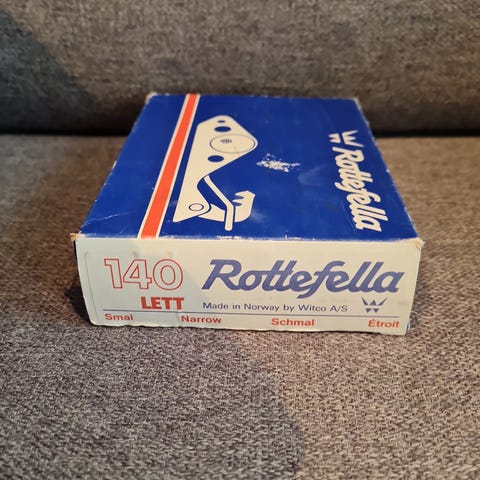 Rottefella
140 Rottefella
LETT Made in Norway by Witco A/S
Smal Narrow Schmal Étroit